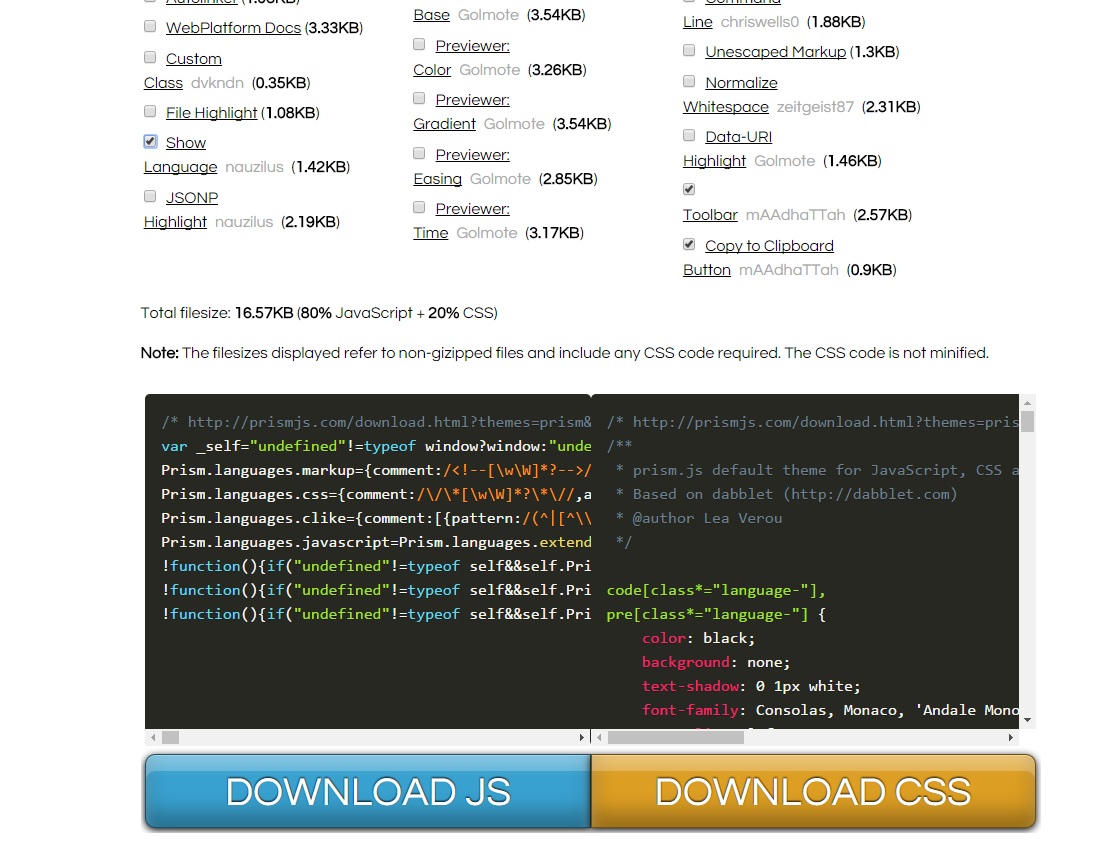 Autolinker (1.08KB)
WebPlatform Docs (3.33KB)
Custom
Class dvkndn (0.35KB)
File Highlight (1.08KB)
Show
Language nauzilus (1.42KB)
JSONP
Highlight nauzilus (2.19KB)
Base Golmote (3.54KB)
Previewer:
Color Golmote (3.26KB)
Previewer:
Gradient Golmote (3.54KB)
Previewer:
Easing Golmote (2.85KB)
Previewer:
Time Golmote (3.17KB)
Command
Line chriswells0 (1.88KB)
Unescaped Markup (1.3KB)
Normalize
Whitespace zeitgeist87 (2.31KB)
Data-URI
Highlight Golmote (1.46KB)
Toolbar mAAdhaTTah (2.57KB)
Copy to Clipboard
Button mAAdhaTTah (0.9KB)
Total filesize: 16.57KB (80% JavaScript + 20% CSS)
Note: The filesizes displayed refer to non-gizipped files and include any CSS code required. The CSS code is not minified.
/* http://prismjs.com/download.html?themes=prism&
var _self="undefined"!=typeof window?window:"unde
Prism.languages.markup={comment:/<!--[\w\W]*?-->/
Prism.languages.css={comment:/\/\*[\w\W]*?\*\//,a
Prism.languages.clike={comment:[{pattern:/(^|[^\\
Prism.languages.javascript=Prism.languages.extend
!function(){if("undefined"!=typeof self&&self.Pri
!function(){if("undefined"!=typeof self&&self.Pri
!function(){if("undefined"!=typeof self&&self.Pri
/* http://prismjs.com/download.html?themes=pris
/**
* prism.js default theme for JavaScript, CSS a
* Based on dabblet (http://dabblet.com)
* @author Lea Verou
*/
code[class*="language-"],
pre[class*="language-"] {
color: black;
background: none;
text-shadow: 0 1px white;
font-family: Consolas, Monaco, 'Andale Mono
DOWNLOAD JS
DOWNLOAD CSS